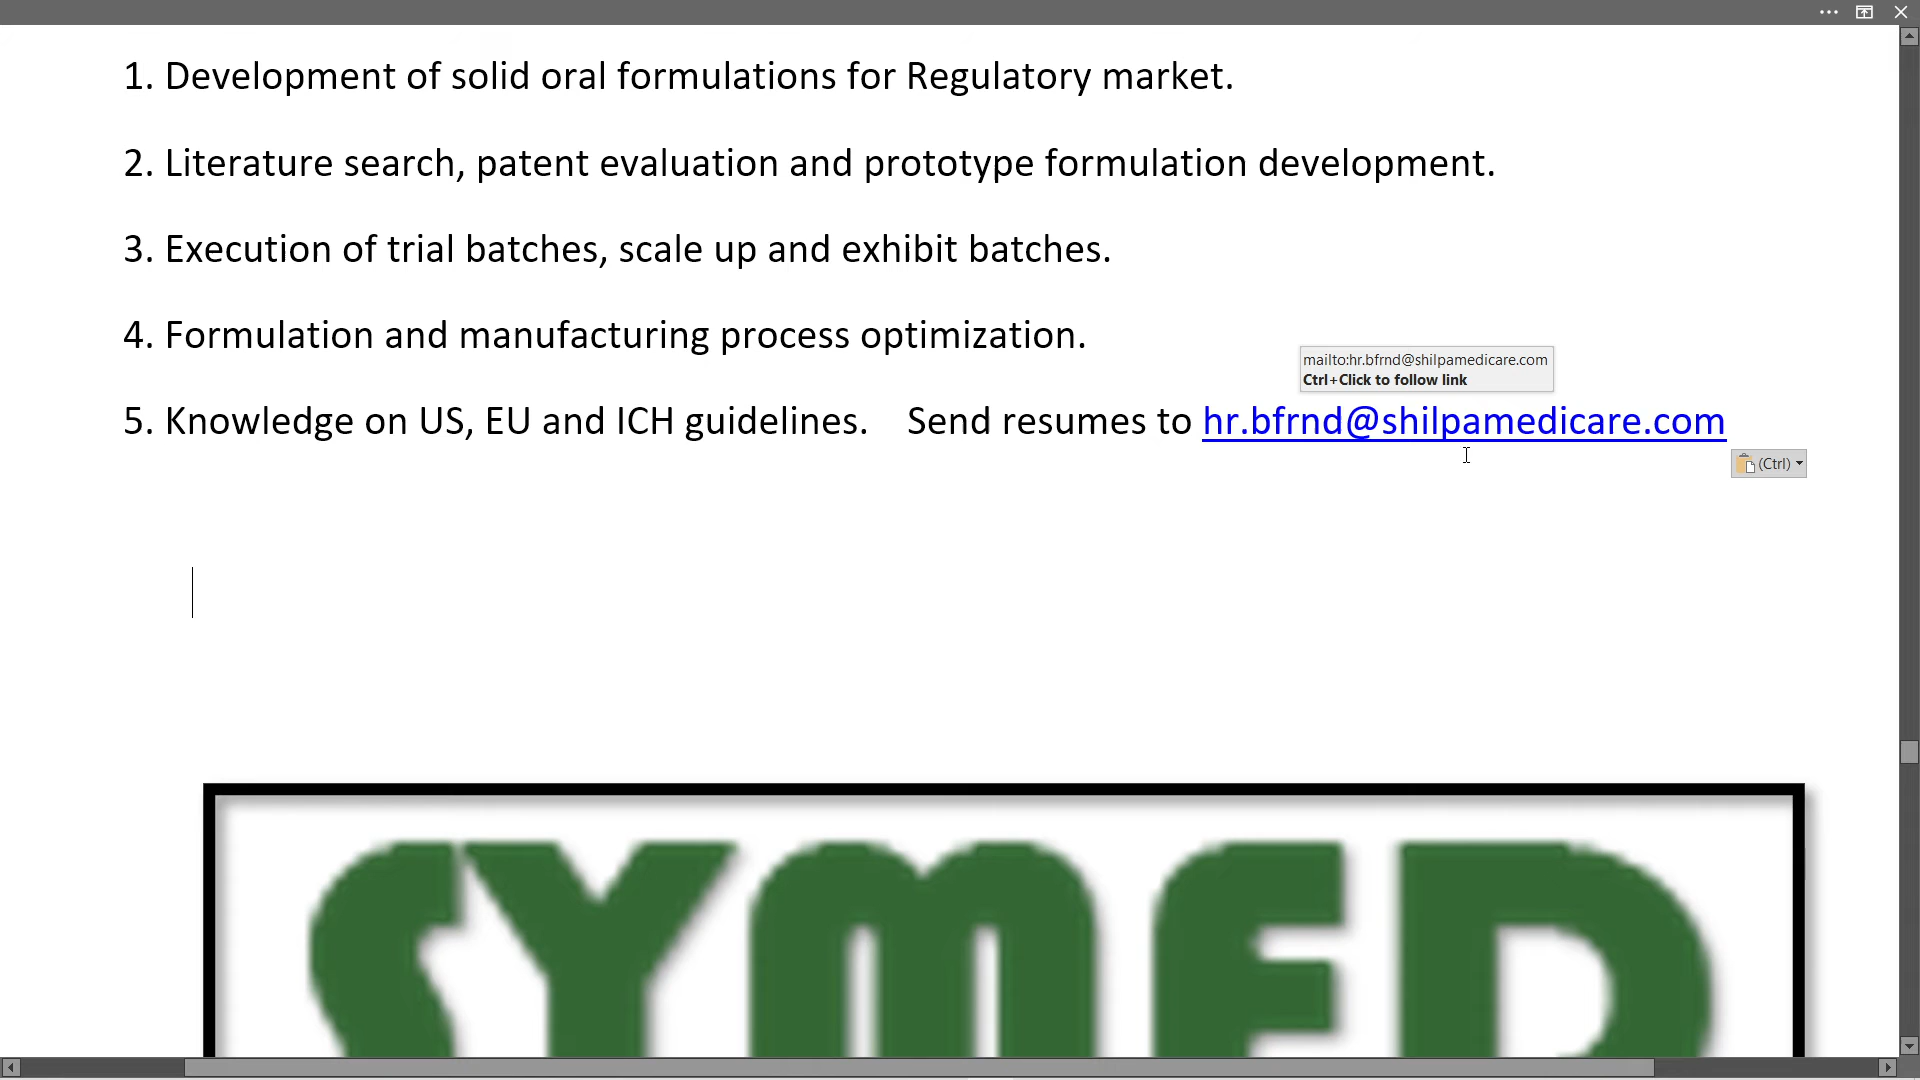 1. Development of solid oral formulations for Regulatory market.
2. Literature search, patent evaluation and prototype formulation development.
3. Execution of trial batches, scale up and exhibit batches.
4. Formulation and manufacturing process optimization.
mailto:hr.bfrnd@shilpamedicare.com
Ctrl+Click to follow link
5. Knowledge on US, EU and ICH guidelines. Send resumes to hr.bfrnd@shilpamedicare.com
(Ctrl)
SYMED